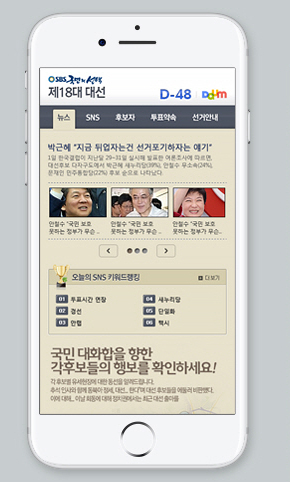 SBS 국민의 선택
제18대 대선
D-48
Daum
뉴스 SNS 후보자 투표약속 선거안내
박근혜 “지금 뒤업자는건 선거포기하자는 얘기”
1일 한국갤럽이 지난달 29~31일 실시해 발표한 여론조사에 따르면,
대선후보 다자구도에서 박근혜 새누리당(39%), 안철수 무소속(24%),
문재인 민주통합당(22%) 후보 순으로 나타났다.
안철수 "국민 보호
못하는 정부가 무슨 ..
안철수 "국민 보호
못하는 정부가 무슨 ..
안철수 "국민 보호
못하는 정부가 무슨 ..
오늘의 SNS 키워드랭킹
더보기
01 투표시간 연장
04 새누리당
02 경선
05 단일화
03 안협
06 택시
국민 대화합을 향한
각후보들의 행보를 확인하세요!
각 후보별 유세현장에 대한 동선을 알려드립니다.